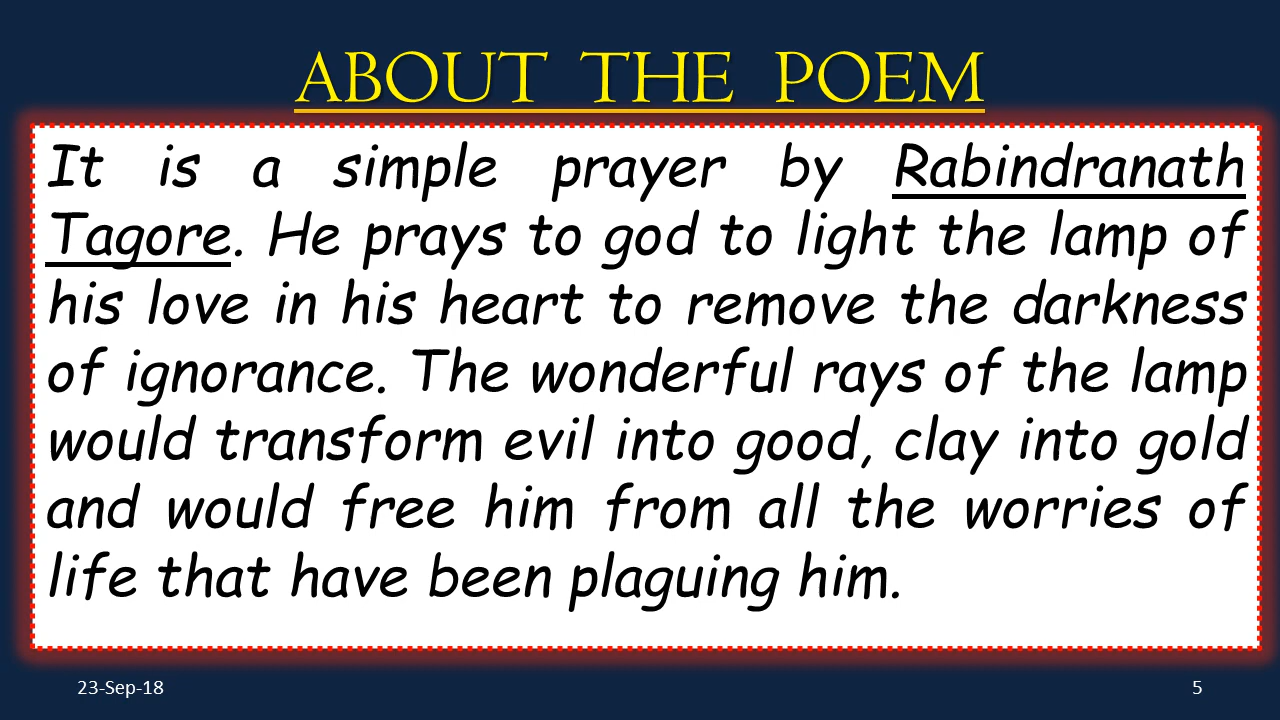 ABOUT THE POEM
It is a simple prayer by Rabindranath
Tagore. He prays to god to light the lamp of
his love in his heart to remove the darkness
of ignorance. The wonderful rays of the lamp
would transform evil into good, clay into gold
and would free him from all the worries of
life that have been plaguing him.
23-Sep-18
5